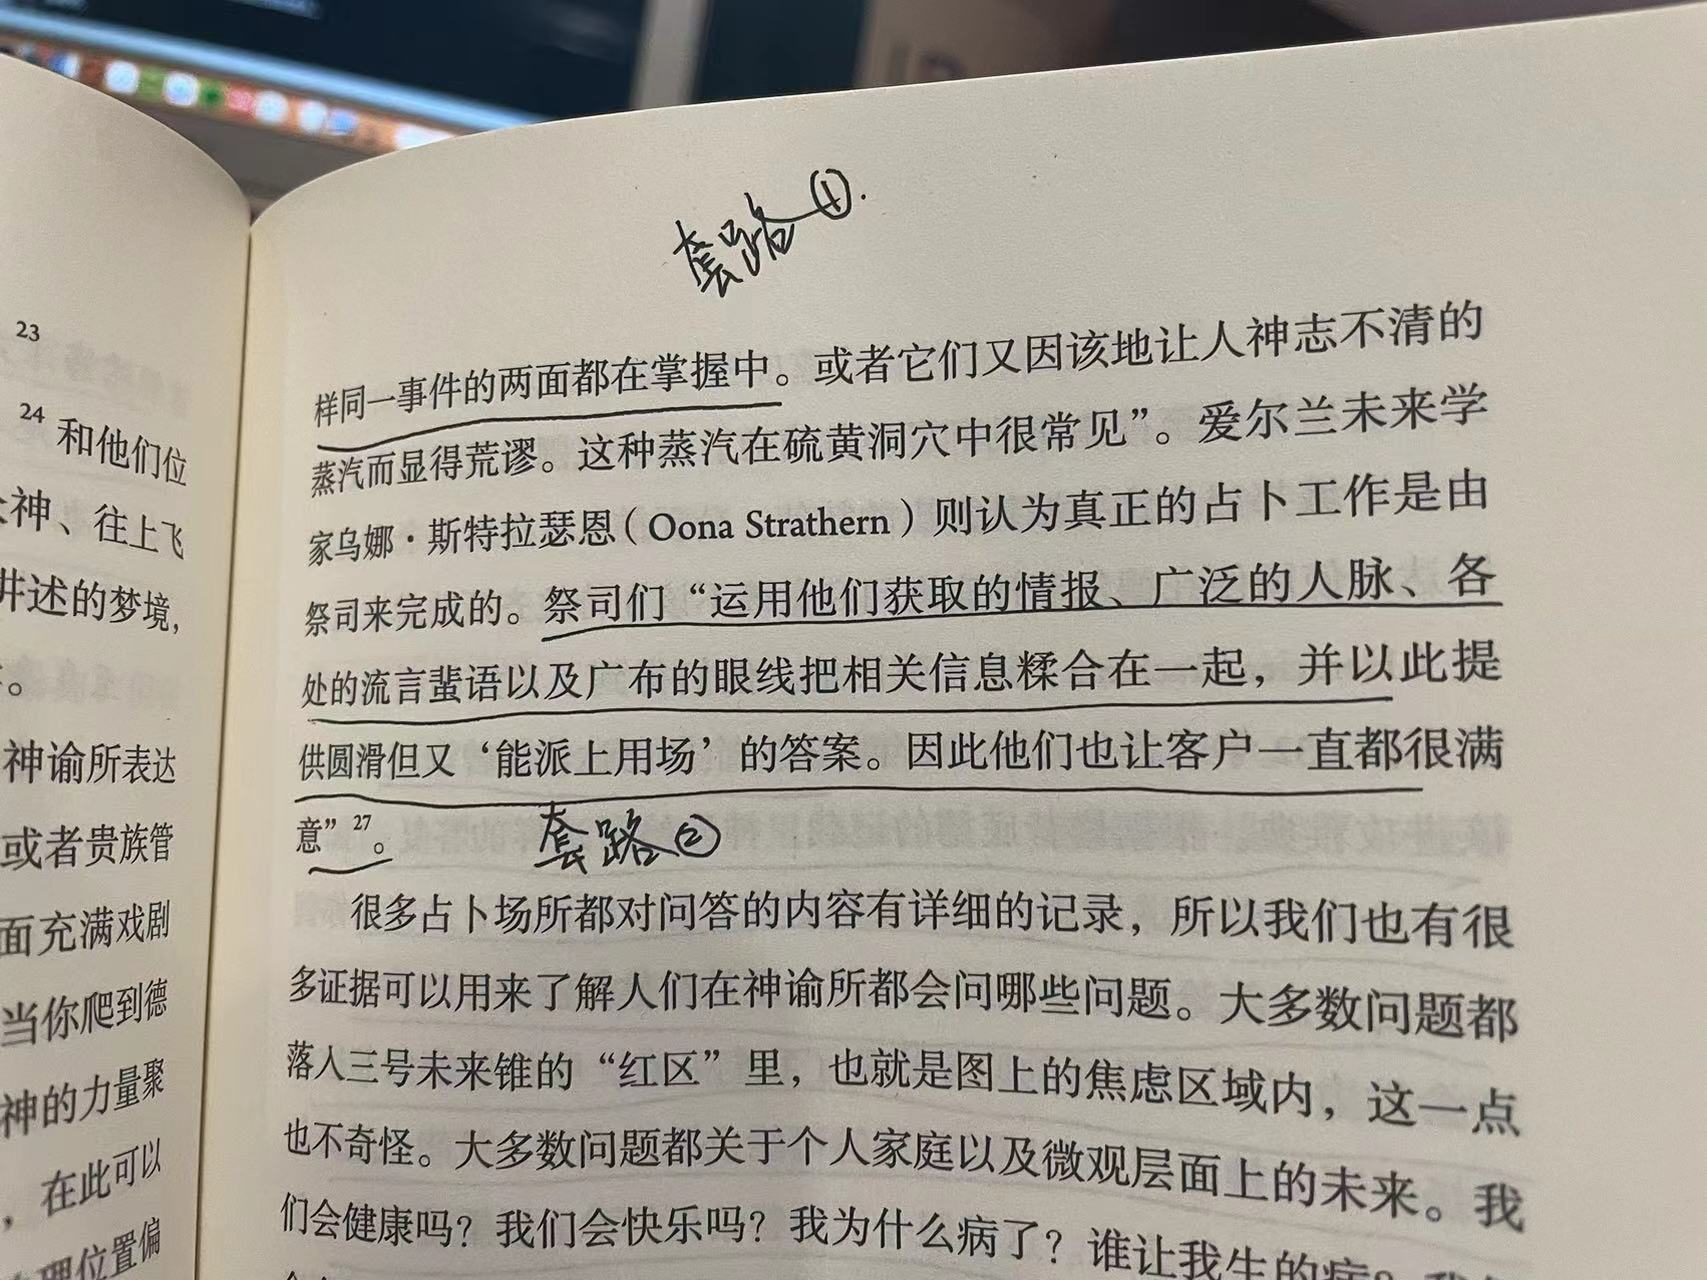 23
24 和他们位
神、往上飞
讲述的梦境,
。
神谕所表达
或者贵族管
面充满戏剧
当你爬到德
神的力量聚
，在此可以
位置偏
套路①.
样同一事件的两面都在掌握中。或者它们又因该地让人神志不清的
蒸汽而显得荒谬。这种蒸汽在硫黄洞穴中很常见”。爱尔兰未来学
家乌娜·斯特拉瑟恩（Oona Strathern）则认为真正的占卜工作是由
祭司来完成的。祭司们“运用他们获取的情报、广泛的人脉、各
处的流言蜚语以及广布的眼线把相关信息糅合在一起，并以此提
供圆滑但又‘能派上用场’的答案。因此他们也让客户一直都很满
意”27。
套路②
很多占卜场所都对问答的内容有详细的记录，所以我们也有很
多证据可以用来了解人们在神谕所都会问哪些问题。大多数问题都
落入三号未来锥的“红区”里，也就是图上的焦虑区域内，这一点
也不奇怪。大多数问题都关于个人家庭以及微观层面上的未来。我
们会健康吗？我们会快乐吗？我为什么病了？谁让我生的病？